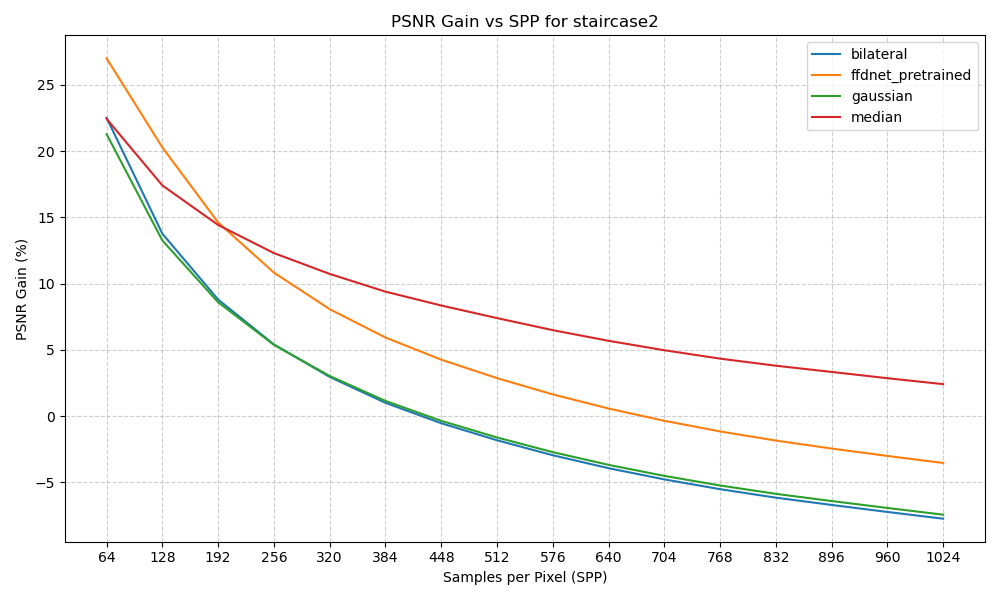 PSNR Gain vs SPP for staircase2
bilateral
ffdnet_pretrained
gaussian
median
PSNR Gain (%)
25
20
15
10
5
0
−5
64 128 192 256 320 384 448 512 576 640 704 768 832 896 960 1024
Samples per Pixel (SPP)